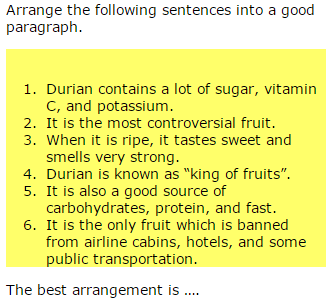 Arrange the following sentences into a good
paragraph.
1. Durian contains a lot of sugar, vitamin
C, and potassium.
2. It is the most controversial fruit.
3. When it is ripe, it tastes sweet and
smells very strong.
4. Durian is known as “king of fruits”.
5. It is also a good source of
carbohydrates, protein, and fast.
6. It is the only fruit which is banned
from airline cabins, hotels, and some
public transportation.
The best arrangement is ....